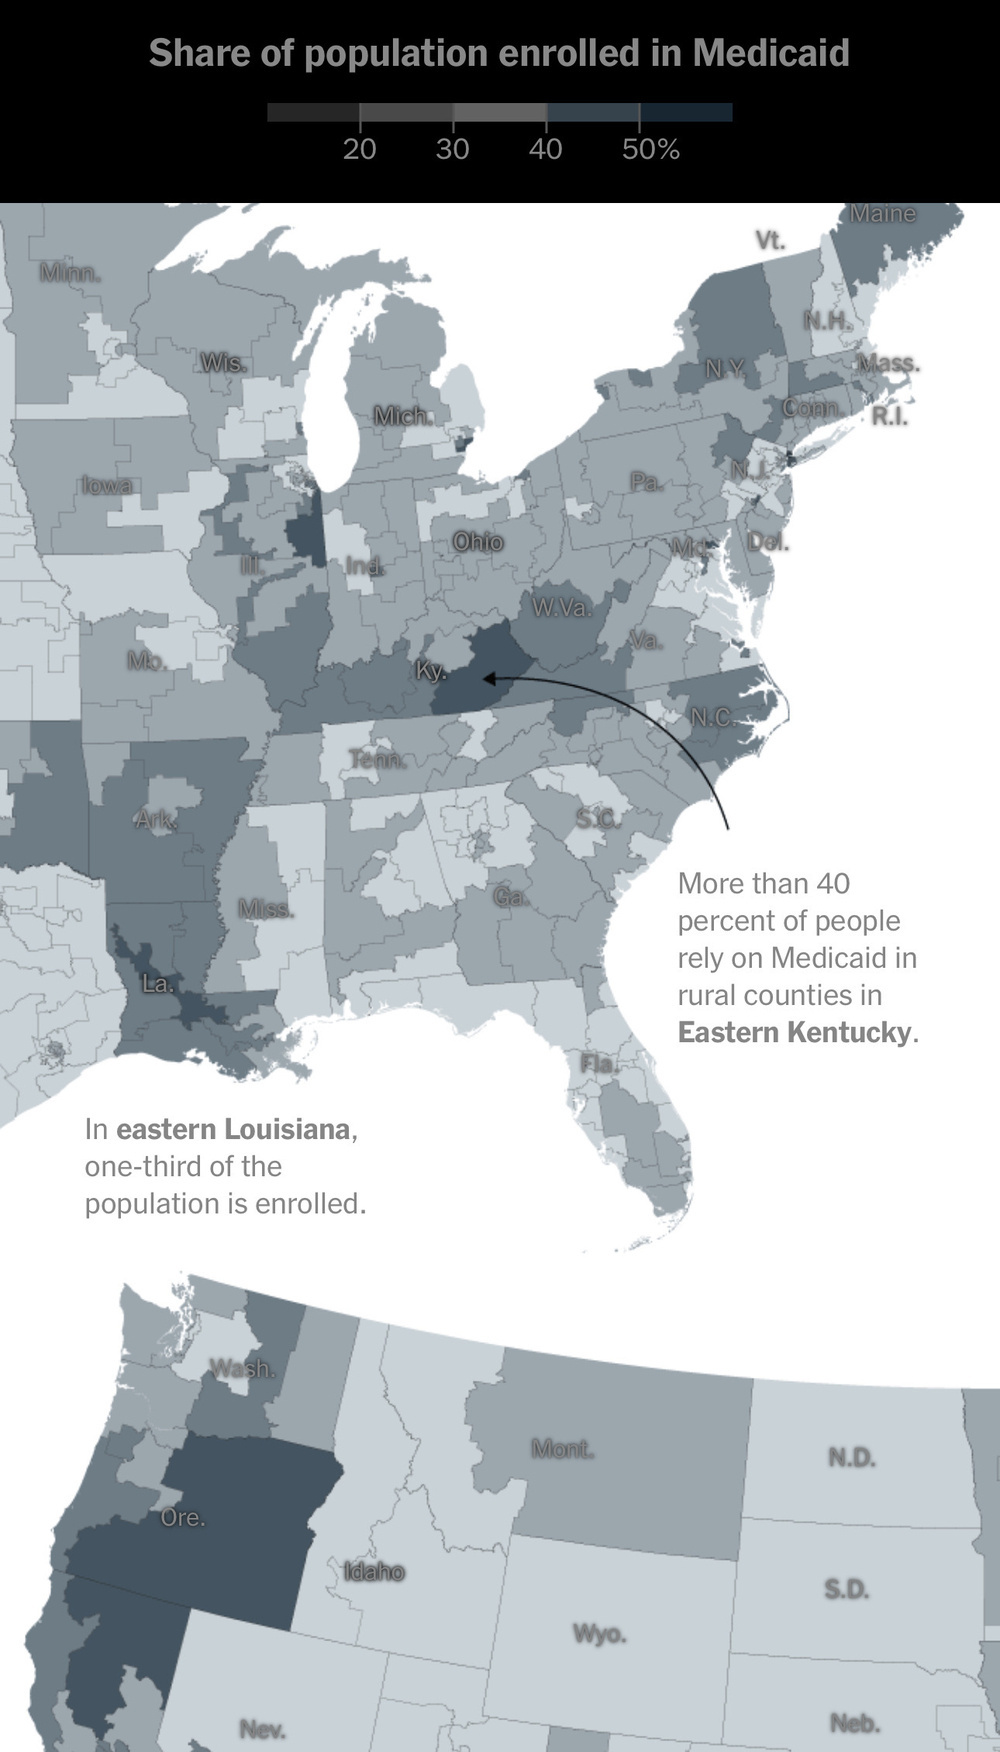 Share of population enrolled in Medicaid
20 30 40 50%
Maine
Vt.
Minn.
N.H.
Wis.
N.Y.
Mass.
Mich.
Conn.
R.I.
Iowa
Pa.
N.J.
Ohio
Md.
Del.
Ill.
Ind.
W.Va.
Va.
Mo.
Ky.
N.C.
Tenn.
Ark.
S.C.
Miss.
Ga.
La.
More than 40
percent of people
rely on Medicaid in
rural counties in
Eastern Kentucky.
Fla.
In eastern Louisiana,
one-third of the
population is enrolled.
Wash.
Mont.
N.D.
Ore.
Idaho
S.D.
Wyo.
Nev.
Neb.